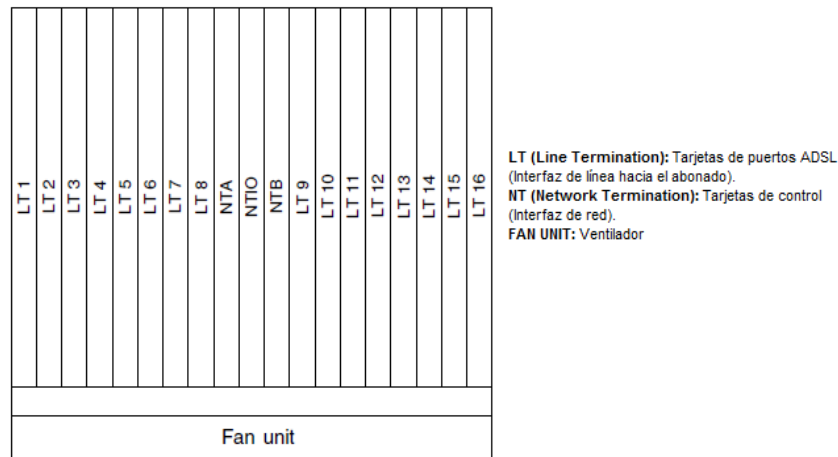 LT 1
LT 2
LT 3
LT 4
LT 5
LT 6
LT 7
LT 8
NTA
NTIO
NTB
LT 9
LT 10
LT 11
LT 12
LT 13
LT 14
LT 15
LT 16
Fan unit
LT (Line Termination): Tarjetas de puertos ADSL
(Interfaz de línea hacia el abonado).
NT (Network Termination): Tarjetas de control
(Interfaz de red).
FAN UNIT: Ventilador